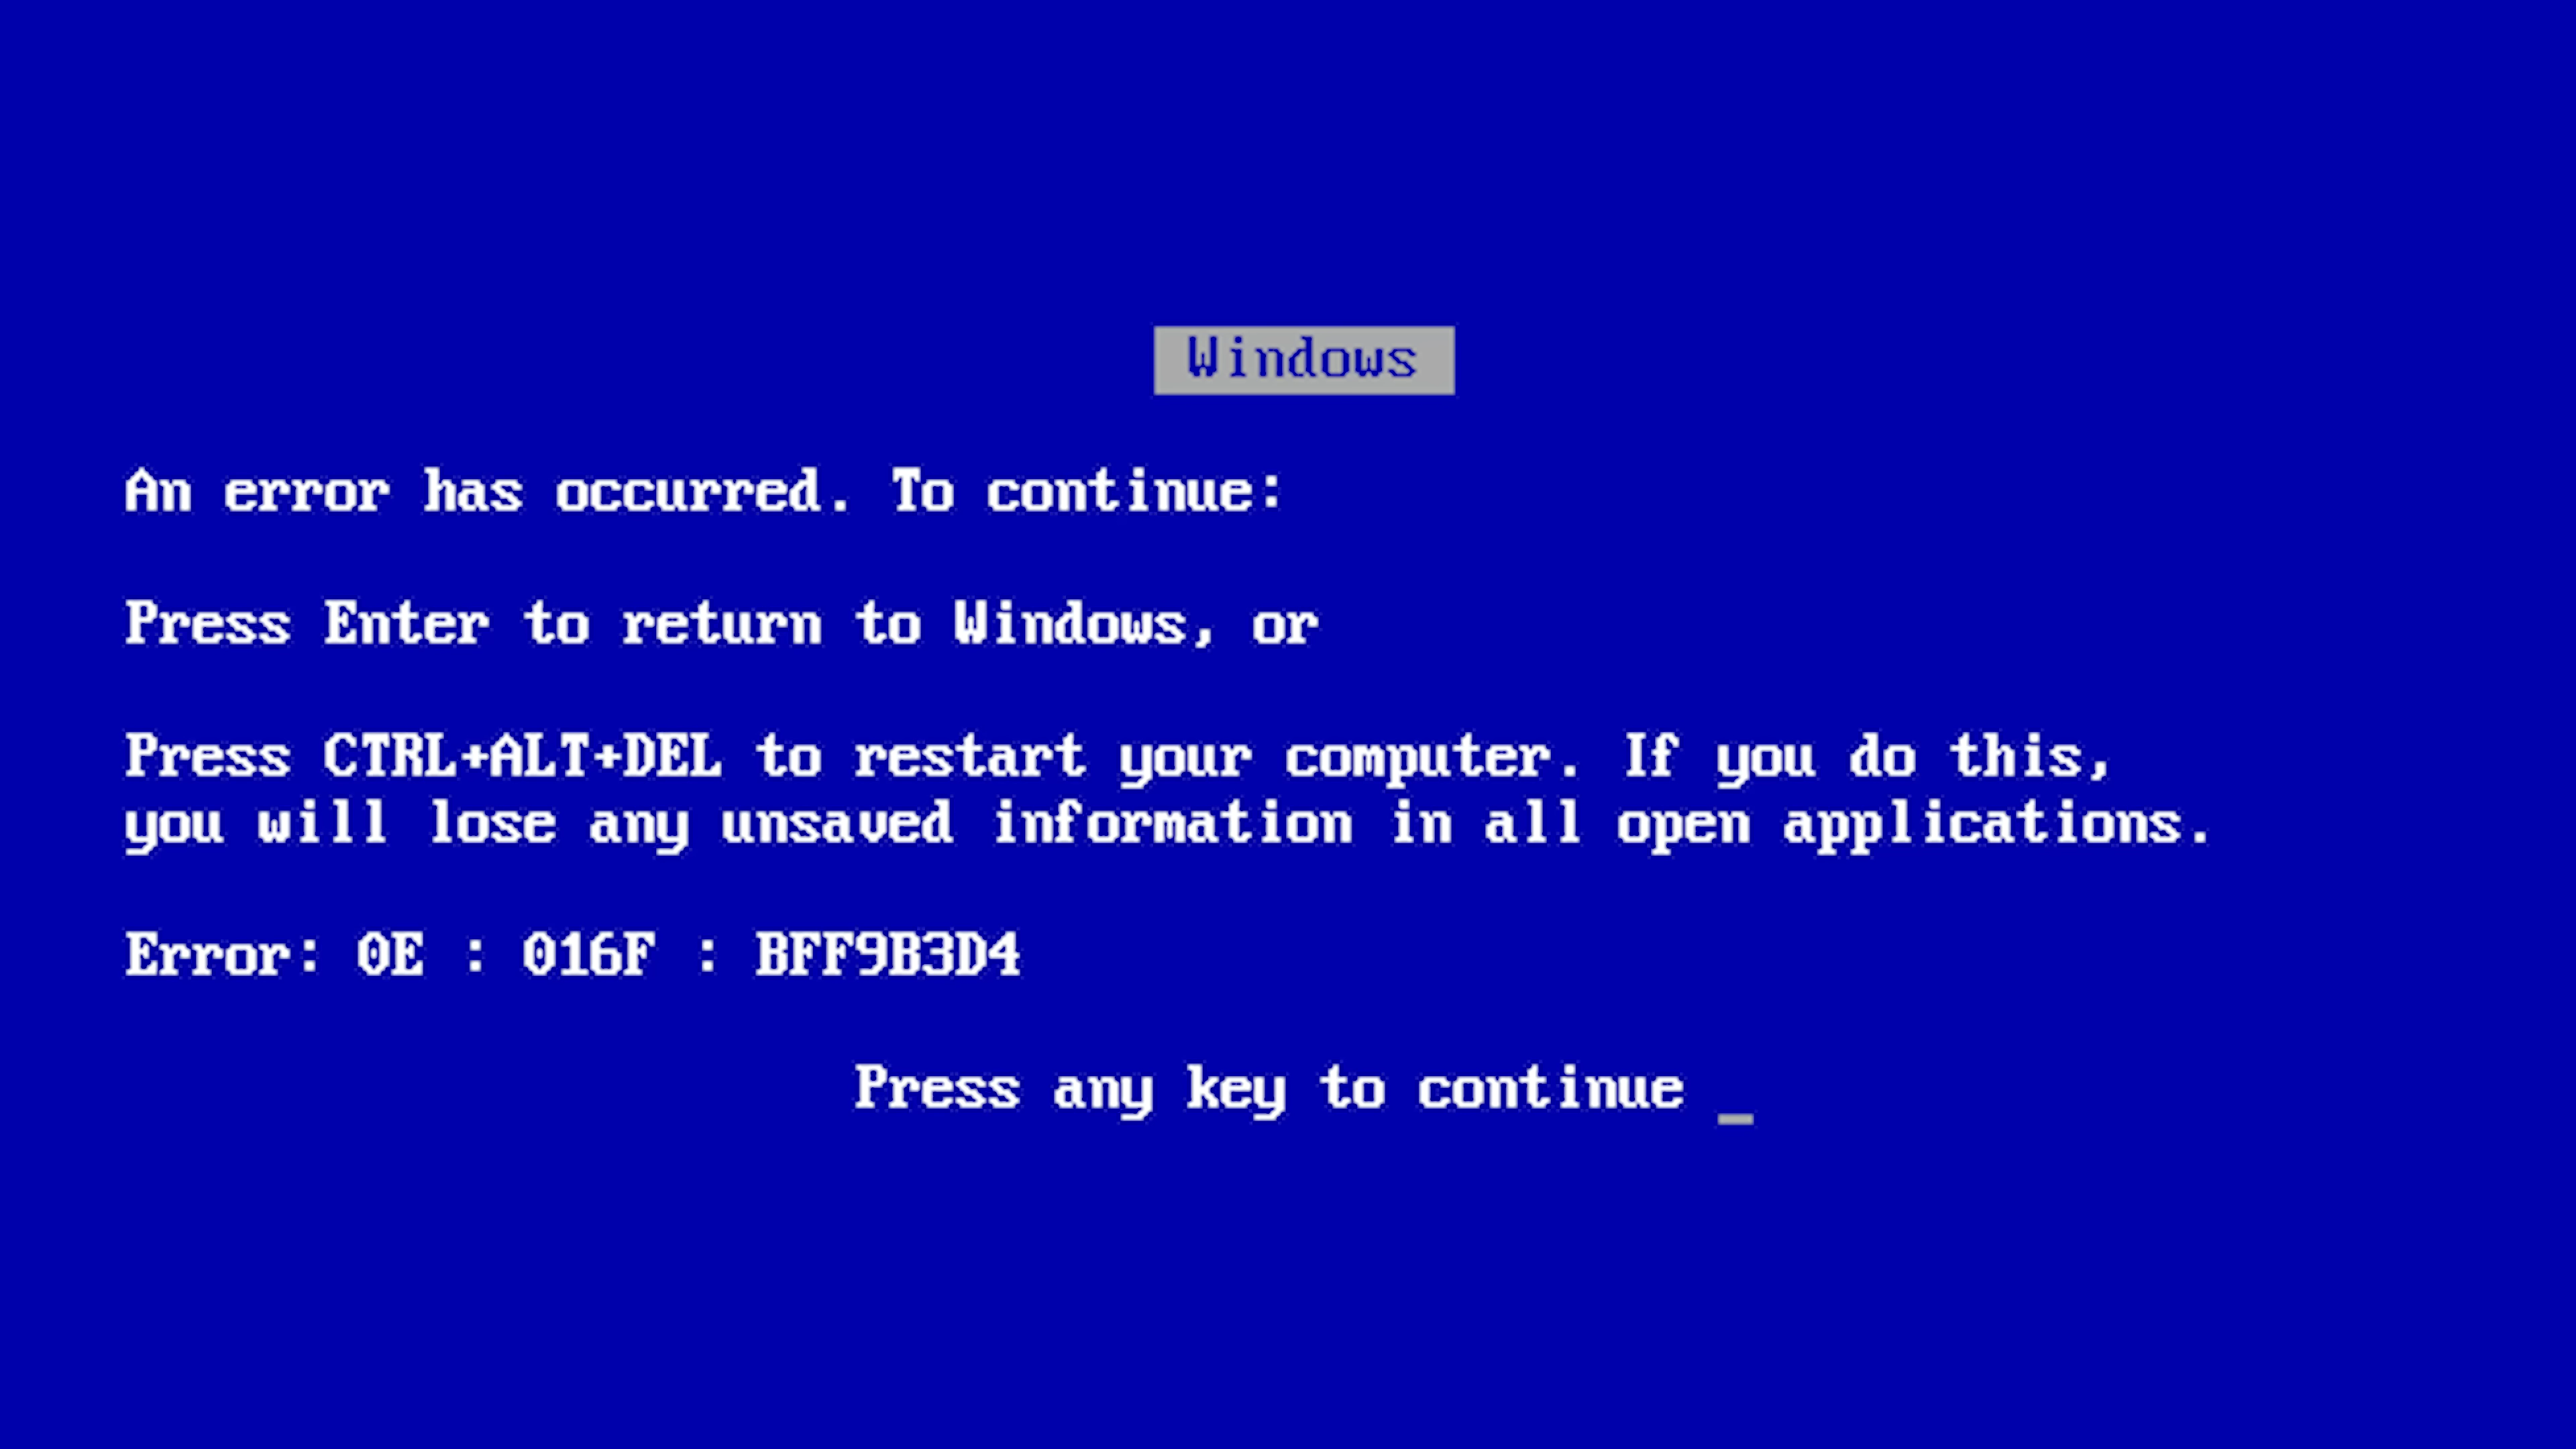 Windows
An error has occurred. To continue:
Press Enter to return to Windows, or
Press CTRL+ALT+DEL to restart your computer. If you do this,
you will lose any unsaved information in all open applications.
Error: 0E : 016F : BFF9B3D4
Press any key to continue _